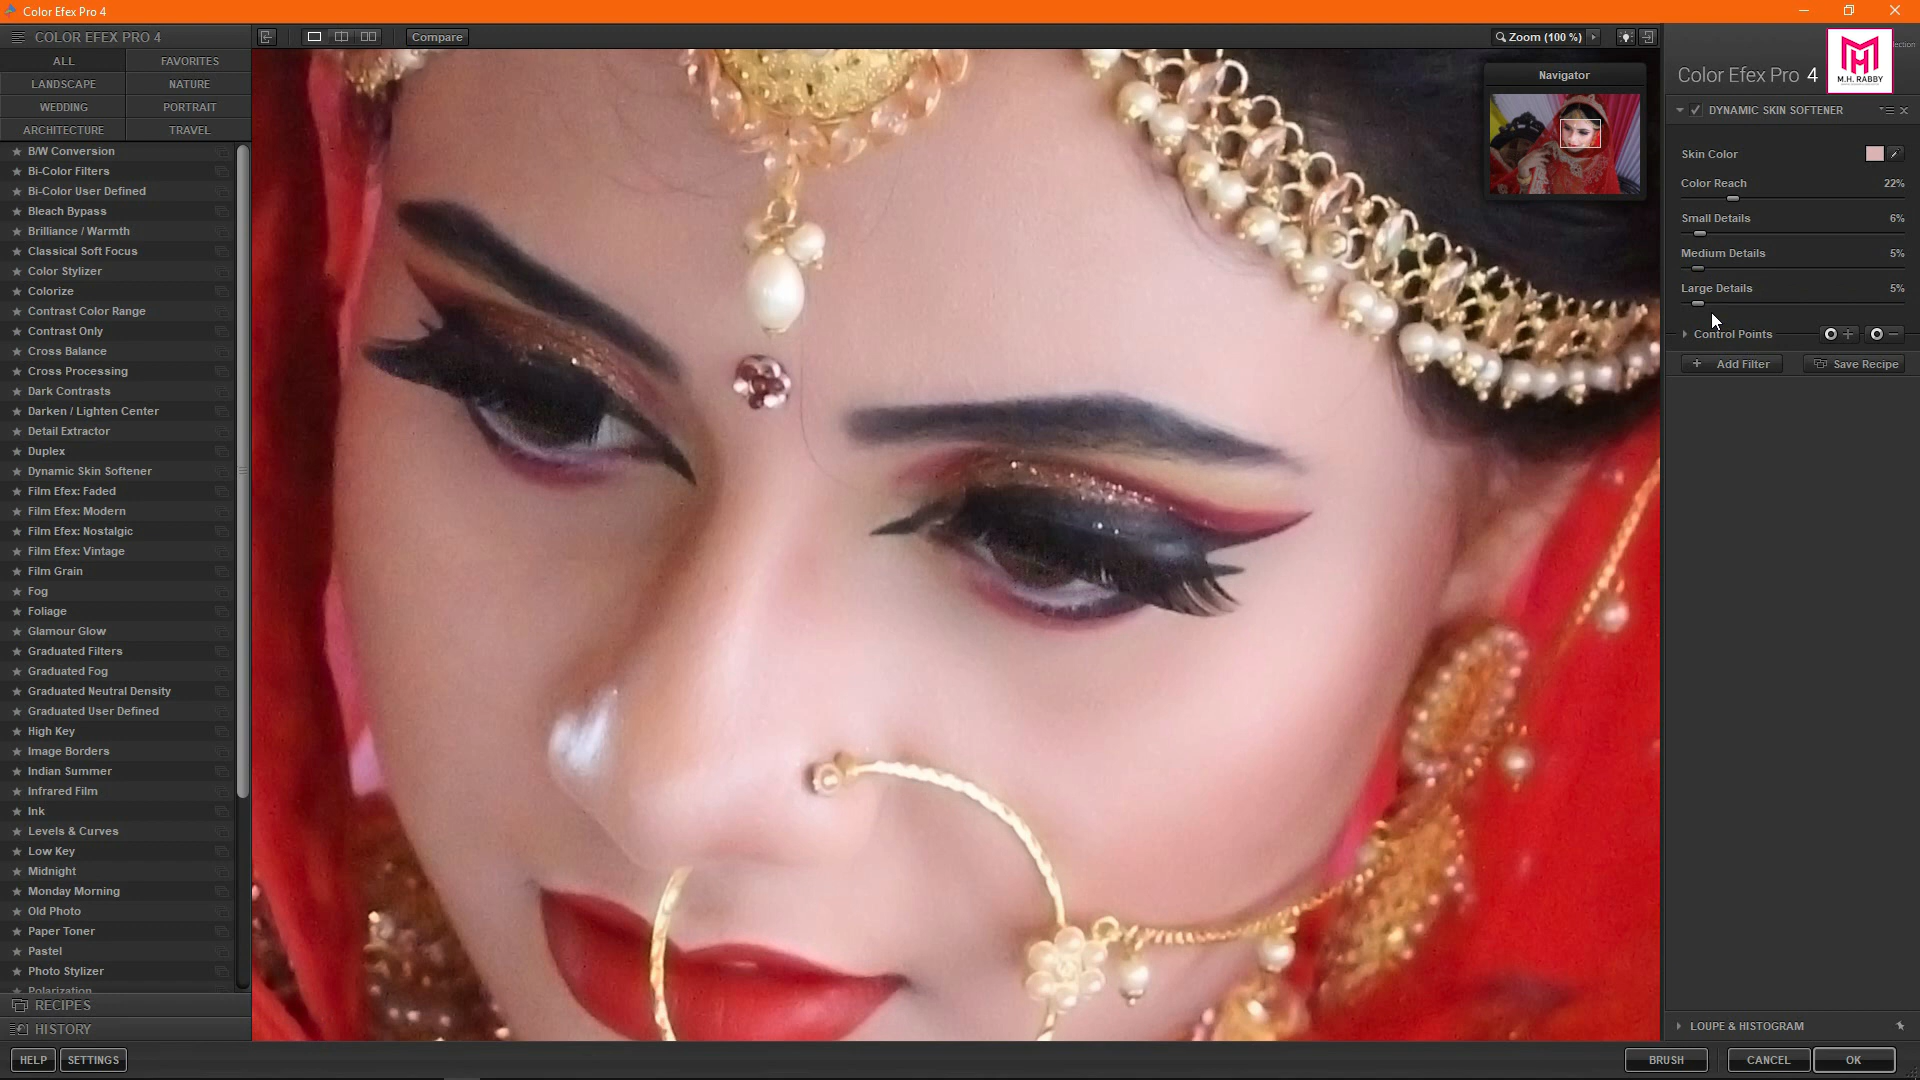 Color Efex Pro 4
COLOR EFEX PRO 4
Compare
Zoom (100 %)
ALL
FAVORITES
LANDSCAPE
NATURE
WEDDING
PORTRAIT
ARCHITECTURE
TRAVEL
B/W Conversion
Bi-Color Filters
Bi-Color User Defined
Bleach Bypass
Brilliance / Warmth
Classical Soft Focus
Color Stylizer
Colorize
Contrast Color Range
Contrast Only
Cross Balance
Cross Processing
Dark Contrasts
Darken / Lighten Center
Detail Extractor
Duplex
Dynamic Skin Softener
Film Efex: Faded
Film Efex: Modern
Film Efex: Nostalgic
Film Efex: Vintage
Film Grain
Fog
Foliage
Glamour Glow
Graduated Filters
Graduated Fog
Graduated Neutral Density
Graduated User Defined
High Key
Image Borders
Indian Summer
Infrared Film
Ink
Levels & Curves
Low Key
Midnight
Monday Morning
Old Photo
Paper Toner
Pastel
Photo Stylizer
Polarization
RECIPES
HISTORY
HELP
SETTINGS
Navigator
Color Efex Pro 4
M.H. RABBY
DYNAMIC SKIN SOFTENER
Skin Color
Color Reach 22%
Small Details 6%
Medium Details 5%
Large Details 5%
Control Points
+ Add Filter
Save Recipe
LOUPE & HISTOGRAM
BRUSH
CANCEL
OK